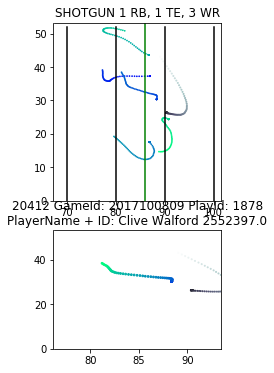 SHOTGUN 1 RB, 1 TE, 3 WR
50
40
30
20
10
0
70 80 90 100
20412 GameId: 2017100809 PlayId: 1878
PlayerName + ID: Clive Walford 2552397.0
40
20
0
80 85 90